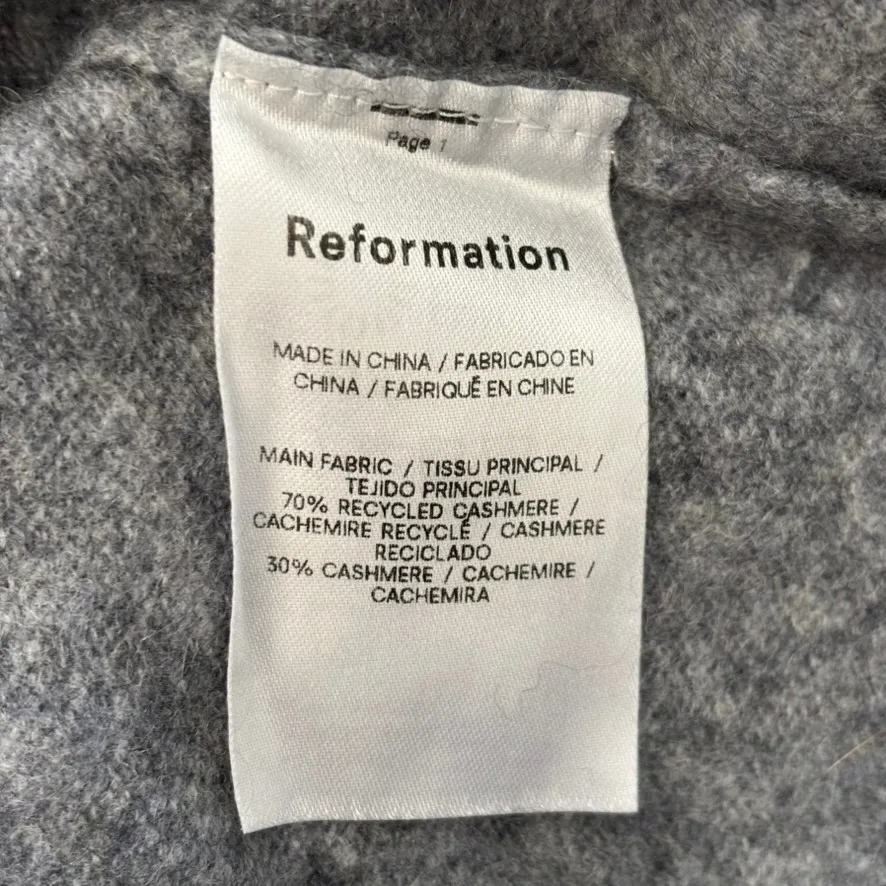 Page 1
Reformation
MADE IN CHINA / FABRICADO EN
CHINA / FABRIQUÉ EN CHINE
MAIN FABRIC / TISSU PRINCIPAL /
TEJIDO PRINCIPAL
70% RECYCLED CASHMERE /
CACHEMIRE RECYCLÉ / CASHMERE
RECICLADO
30% CASHMERE / CACHEMIRE /
CACHEMIRA